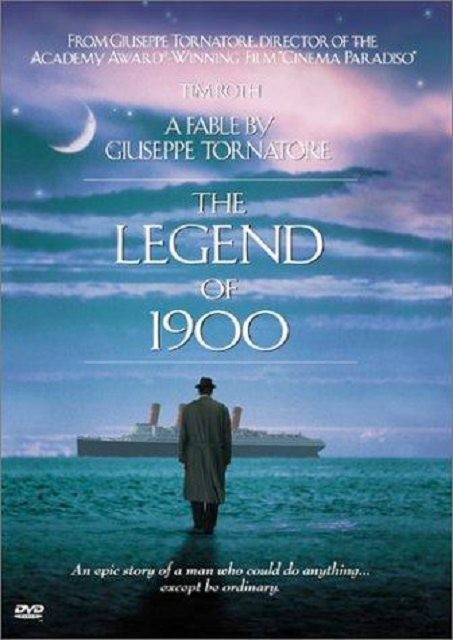 FROM GIUSEPPE TORNATORE, DIRECTOR OF THE
ACADEMY AWARD®-WINNING FILM "CINEMA PARADISO"
TIM ROTH
A FABLE BY
GIUSEPPE TORNATORE
THE
LEGEND
OF
1900
An epic story of a man who could do anything...
except be ordinary.
DVD